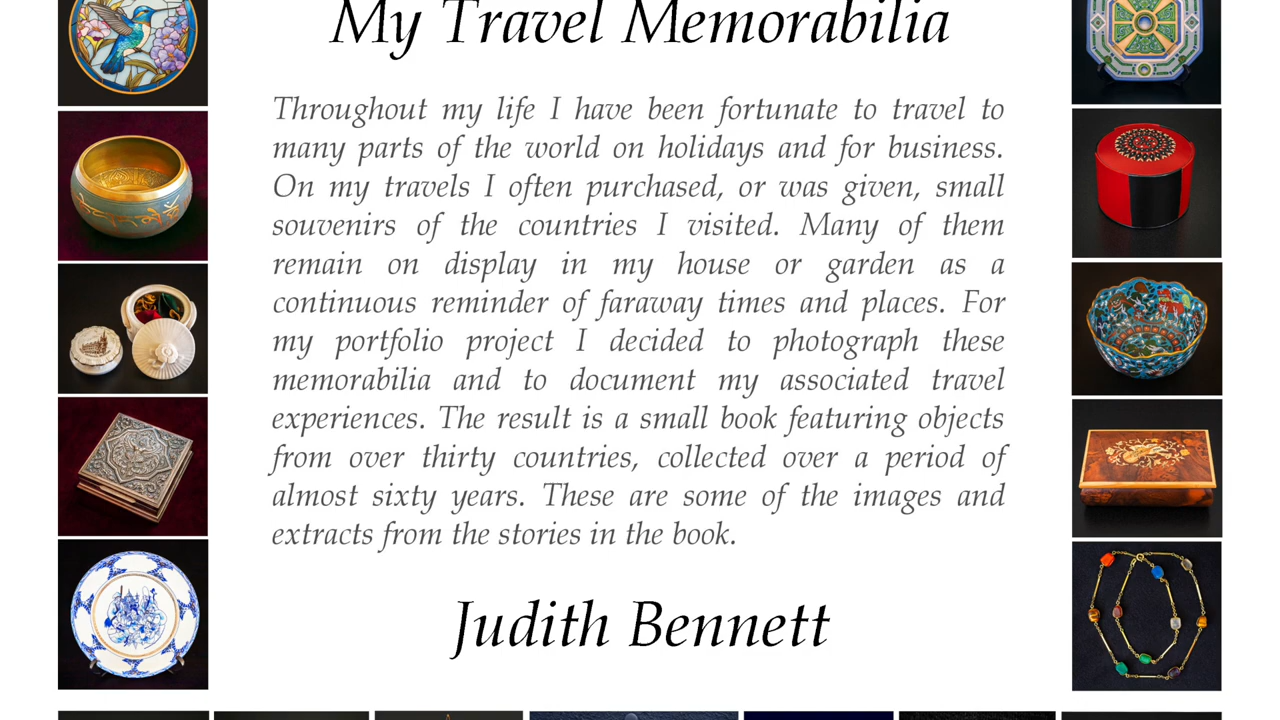 My Travel Memorabilia
Throughout my life I have been fortunate to travel to
many parts of the world on holidays and for business.
On my travels I often purchased, or was given, small
souvenirs of the countries I visited. Many of them
remain on display in my house or garden as a
continuous reminder of faraway times and places. For
my portfolio project I decided to photograph these
memorabilia and to document my associated travel
experiences. The result is a small book featuring objects
from over thirty countries, collected over a period of
almost sixty years. These are some of the images and
extracts from the stories in the book.
Judith Bennett